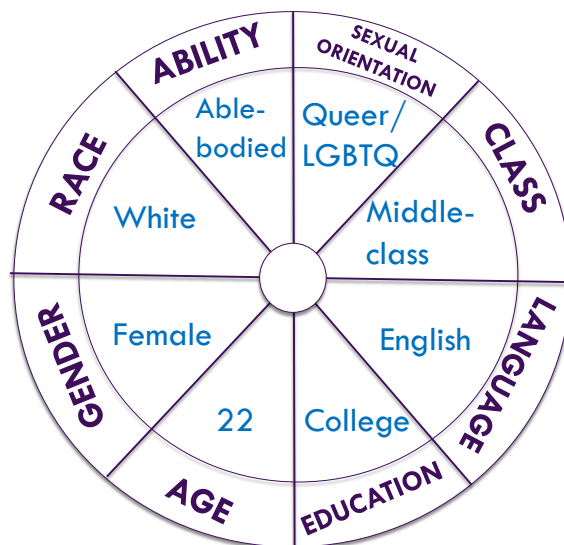 ABILITY
Able-
bodied
SEXUAL
ORIENTATION
Queer/
LGBTQ
CLASS
Middle-
class
LANGUAGE
English
EDUCATION
College
AGE
22
GENDER
Female
RACE
White